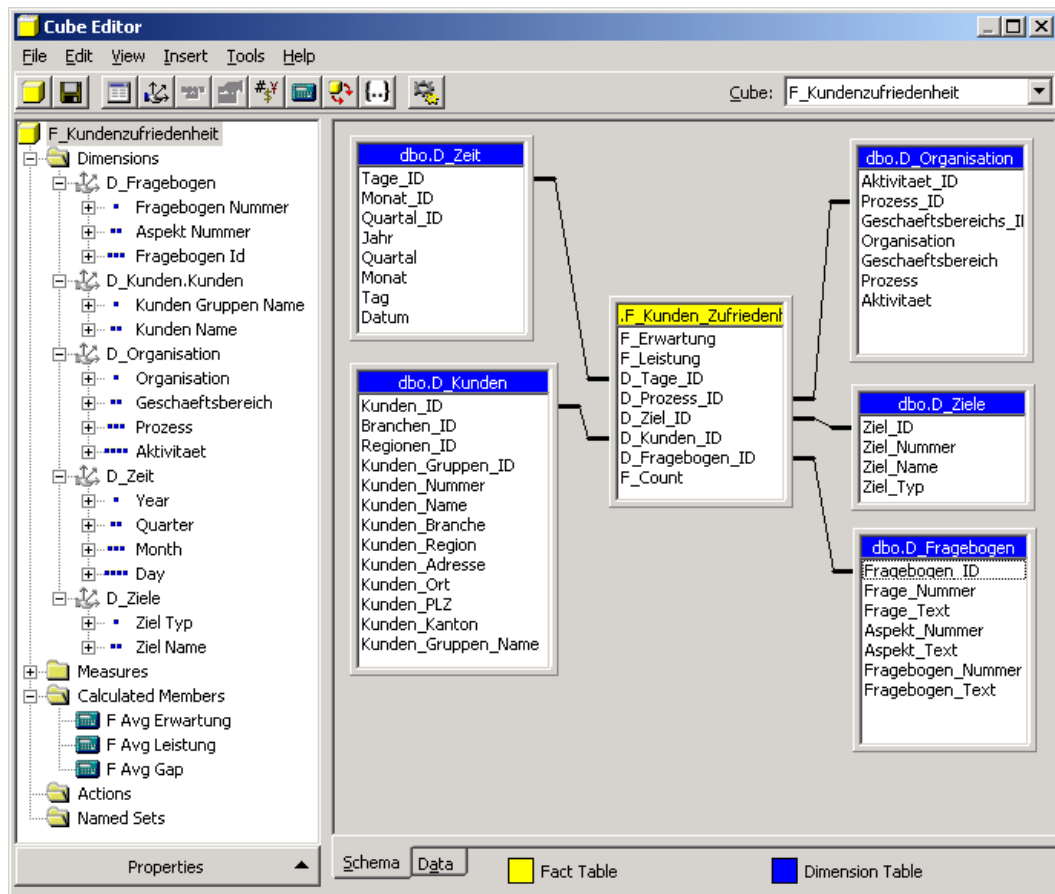 Cube Editor
File Edit View Insert Tools Help
Cube: F_Kundenzufriedenheit
F_Kundenzufriedenheit
Dimensions
D_Fragebogen
Fragebogen Nummer
Aspekt Nummer
Fragebogen Id
D_Kunden.Kunden
Kunden Gruppen Name
Kunden Name
D_Organisation
Organisation
Geschaeftsbereich
Prozess
Aktivitaet
D_Zeit
Year
Quarter
Month
Day
D_Ziele
Ziel Typ
Ziel Name
Measures
Calculated Members
F Avg Erwartung
F Avg Leistung
F Avg Gap
Actions
Named Sets
Properties
dbo.D_Zeit
Tage_ID
Monat_ID
Quartal_ID
Jahr
Quartal
Monat
Tag
Datum
dbo.D_Kunden
Kunden_ID
Branchen_ID
Regionen_ID
Kunden_Gruppen_ID
Kunden_Nummer
Kunden_Name
Kunden_Branche
Kunden_Region
Kunden_Adresse
Kunden_Ort
Kunden_PLZ
Kunden_Kanton
Kunden_Gruppen_Name
.F_Kunden_Zufriedenh
F_Erwartung
F_Leistung
D_Tage_ID
D_Prozess_ID
D_Ziel_ID
D_Kunden_ID
D_Fragebogen_ID
F_Count
dbo.D_Organisation
Aktivitaet_ID
Prozess_ID
Geschaeftsbereichs_ID
Organisation
Geschaeftsbereich
Prozess
Aktivitaet
dbo.D_Ziele
Ziel_ID
Ziel_Nummer
Ziel_Name
Ziel_Typ
dbo.D_Fragebogen
Fragebogen_ID
Frage_Nummer
Frage_Text
Aspekt_Nummer
Aspekt_Text
Fragebogen_Nummer
Fragebogen_Text
Schema Data
Fact Table
Dimension Table